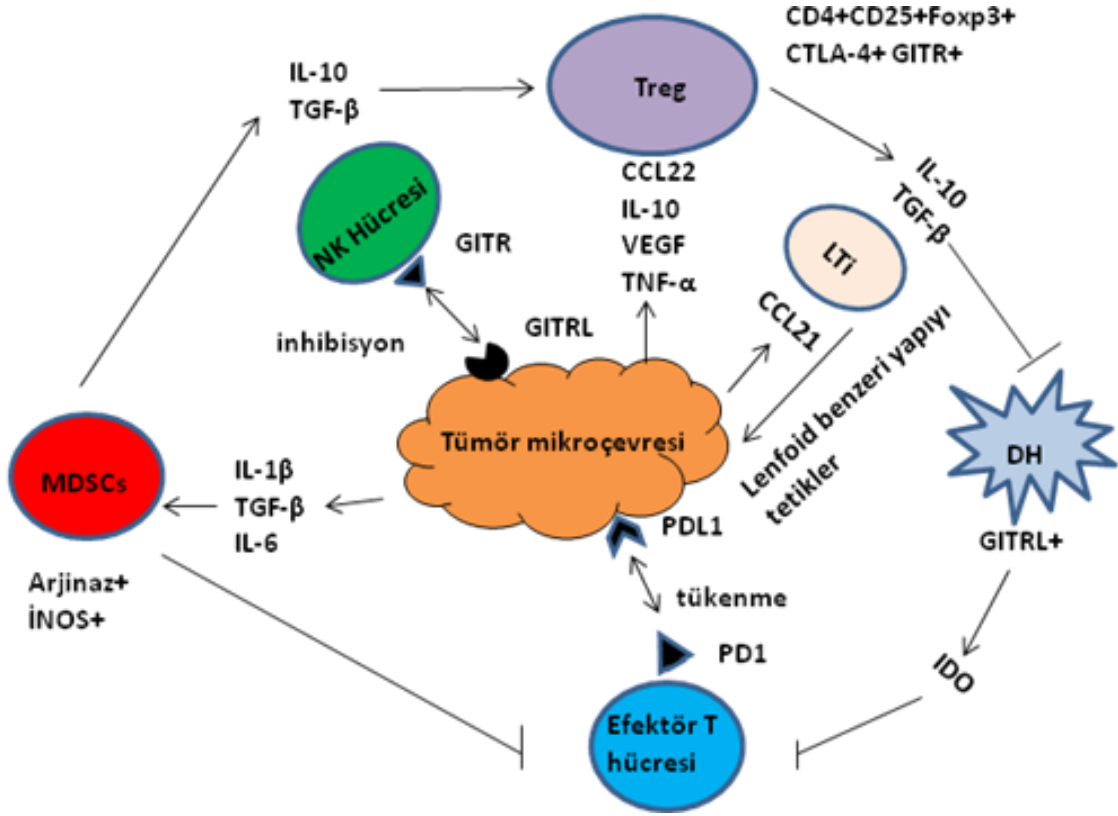 CD4+CD25+Foxp3+
CTLA-4+ GITR+
IL-10
TGF-β
Treg
CCL22
IL-10
VEGF
TNF-α
IL-10
TGF-β
NK Hücresi
GITR
LTi
CCL21
inhibisyon
GITRL
Lenfoid benzeri yapıyı
tetikler
Tümör mikroçevresi
DH
GITRL+
MDSCs
IL-1β
TGF-β
IL-6
Arjinaz+
İNOS+
PDL1
tükenme
PD1
IDO
Efektör T
hücresi